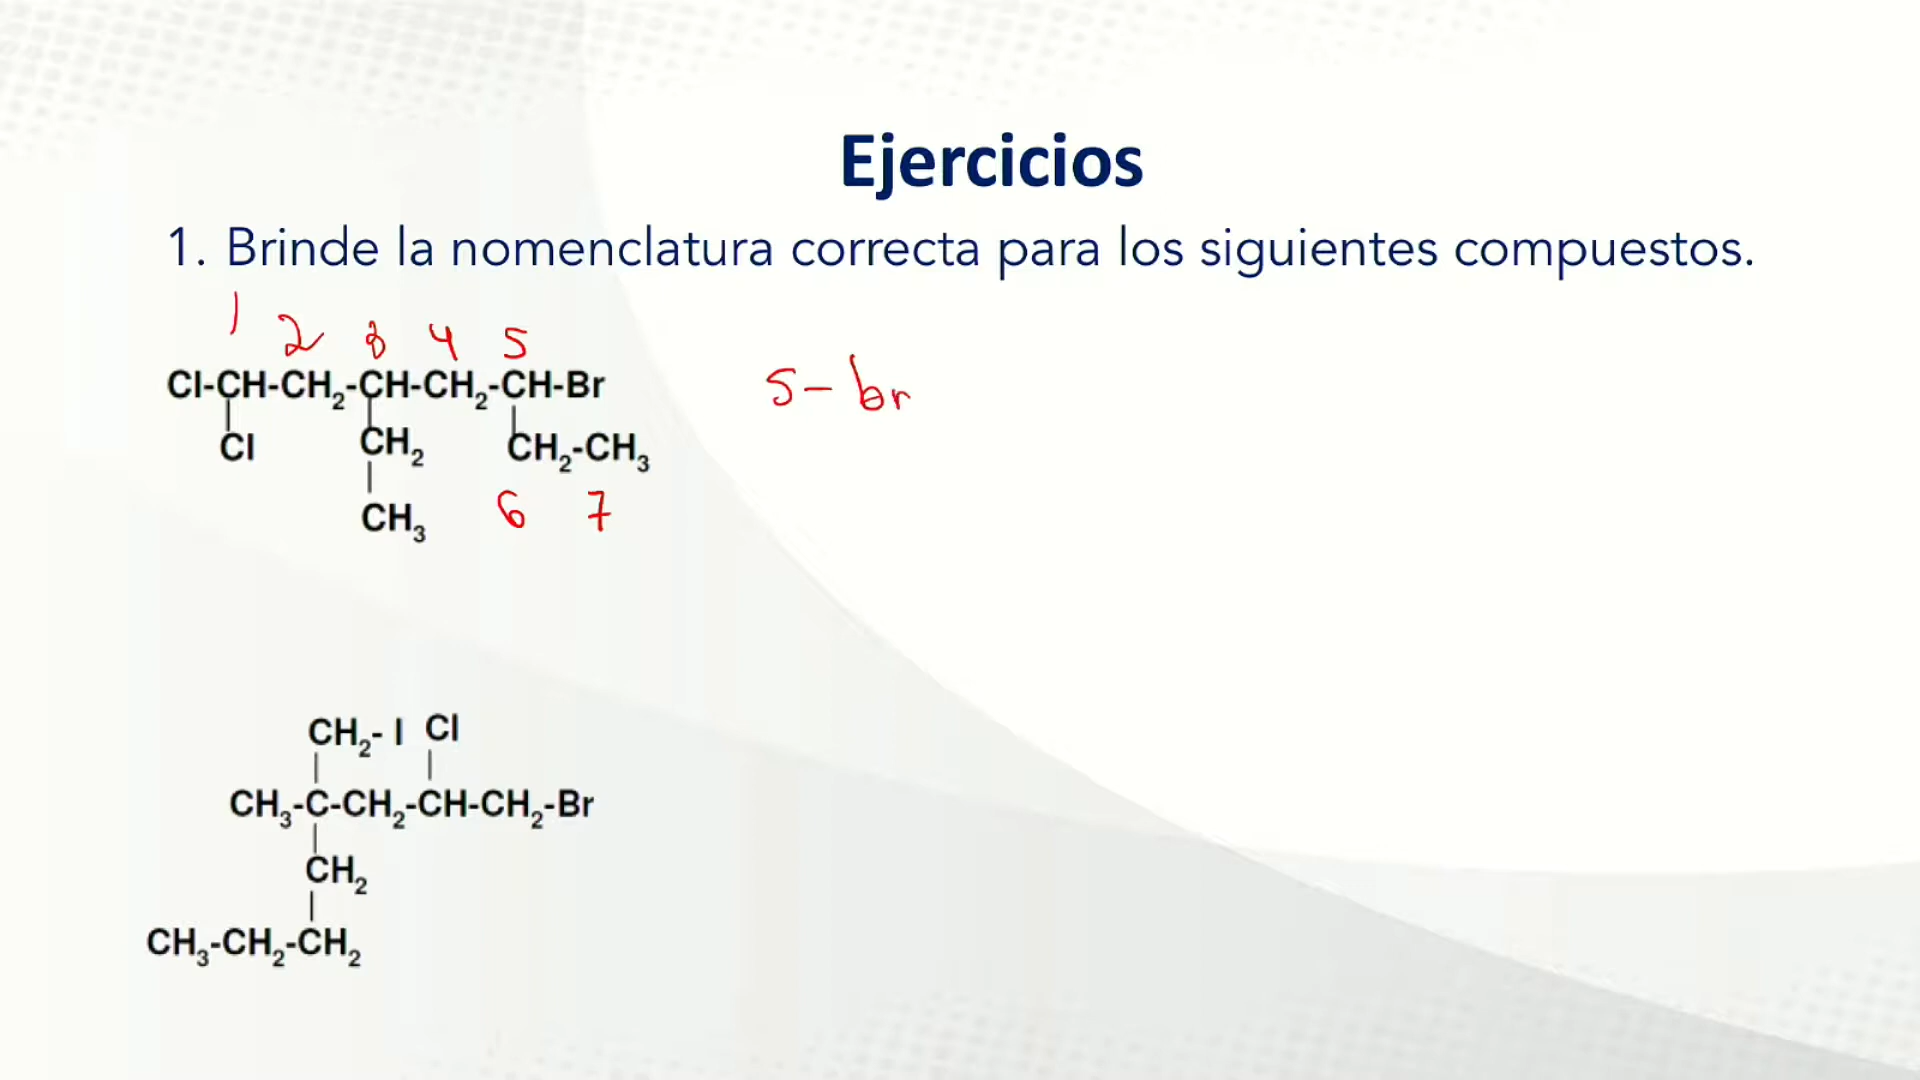 Ejercicios
1. Brinde la nomenclatura correcta para los siguientes compuestos.
1 2 3 4 5
Cl-CH-CH₂-CH-CH₂-CH-Br
5-br
Cl CH₂ CH₂-CH₃
CH₃ 6 7
CH₂-I Cl
CH₃-C-CH₂-CH-CH₂-Br
CH₂
CH₃-CH₂-CH₂